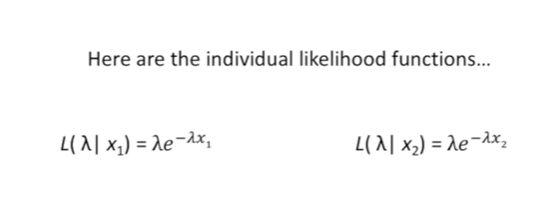 Here are the individual likelihood functions...
L( λ| x₁) = λe^{−λx₁} L( λ| x₂) = λe^{−λx₂}